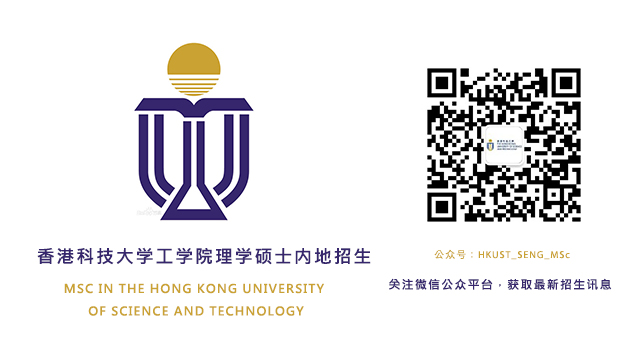 香港科技大学工学院理学硕士内地招生
MSC IN THE HONG KONG UNIVERSITY
OF SCIENCE AND TECHNOLOGY
公众号：HKUST_SENG_MSc
关注微信公众平台，获取最新招生讯息